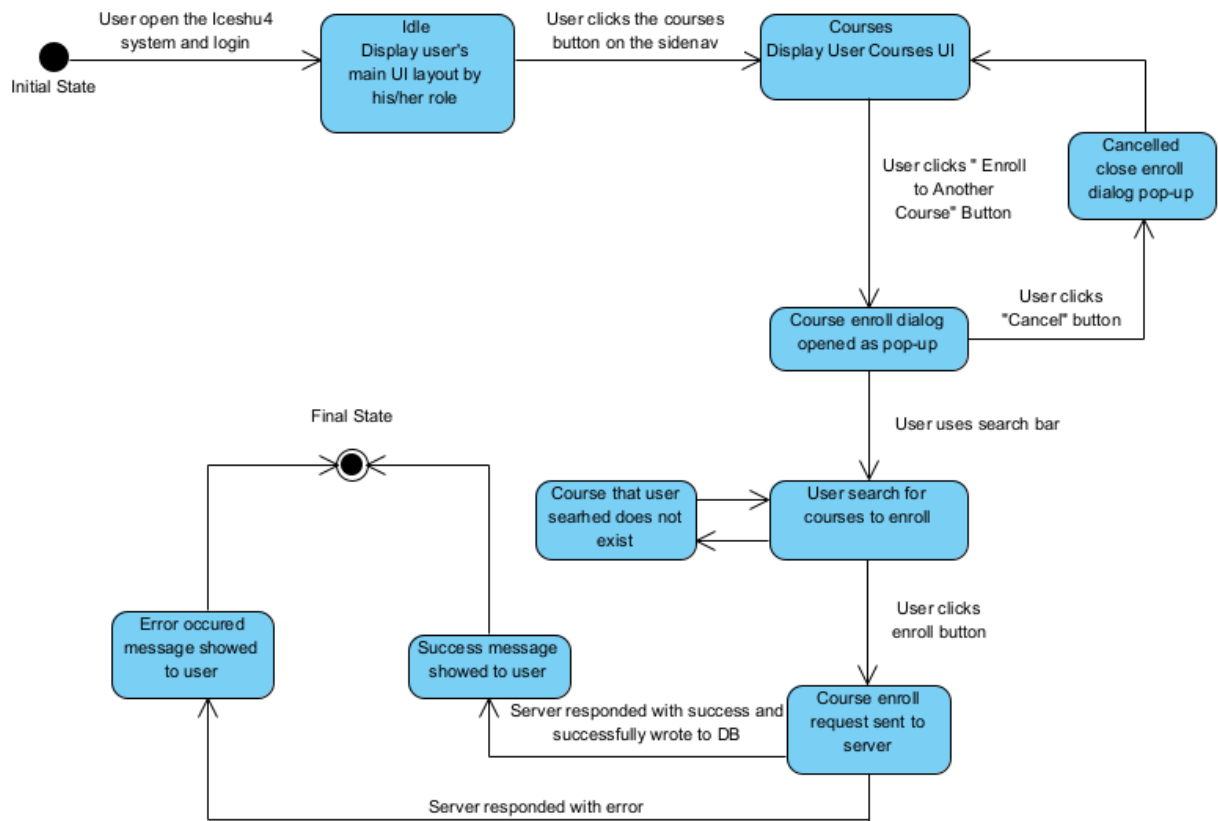 User open the Iceshu4
system and login
Initial State
Idle
Display user's
main UI layout by
his/her role
User clicks the courses
button on the sidenav
Courses
Display User Courses UI
Cancelled
close enroll
dialog pop-up
User clicks " Enroll
to Another
Course" Button
User clicks
"Cancel" button
Course enroll dialog
opened as pop-up
User uses search bar
Final State
Course that user
searhed does not
exist
User search for
courses to enroll
User clicks
enroll button
Error occured
message showed
to user
Success message
showed to user
Course enroll
request sent to
server
Server responded with success and
successfully wrote to DB
Server responded with error